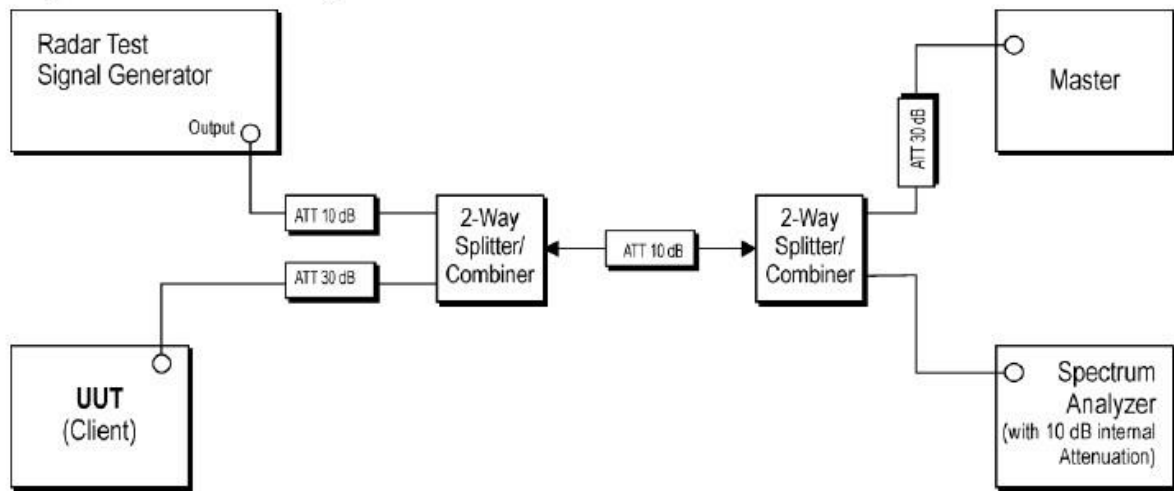 Radar Test
Signal Generator
Output
ATT 10 dB
ATT 30 dB
UUT
(Client)
2-Way
Splitter/
Combiner
ATT 10 dB
2-Way
Splitter/
Combiner
ATT 30 dB
Master
Spectrum
Analyzer
(with 10 dB internal
Attenuation)